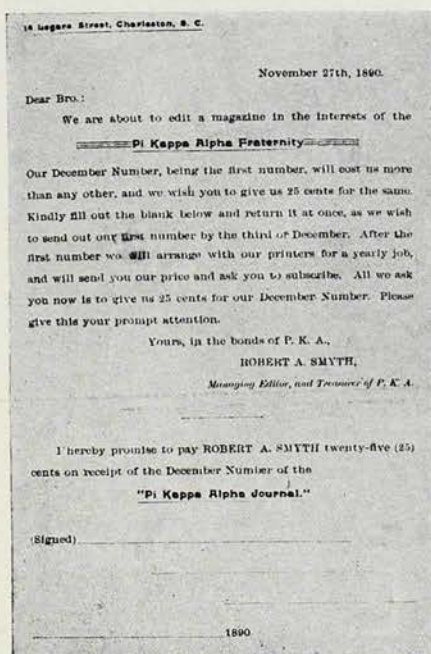 14 Legare Street, Charleston, S. C.
November 27th, 1890.
Dear Bro.:
We are about to edit a magazine in the interests of the
Pi Kappa Alpha Fraternity
Our December Number, being the first number, will cost us more
than any other, and we wish you to give us 25 cents for the same.
Kindly fill out the blank below and return it at once, as we wish
to send out our first number by the third of December. After the
first number we will arrange with our printers for a yearly job,
and will send you our price and ask you to subscribe. All we ask
you now is to give us 25 cents for our December Number. Please
give this your prompt attention.
Yours, in the bonds of P. K. A.,
ROBERT A. SMYTH,
Managing Editor, and Treasurer of P. K. A.
I hereby promise to pay ROBERT A. SMYTH twenty-five (25)
cents on receipt of the December Number of the
"Pi Kappa Alpha Journal."
(Signed)
1890